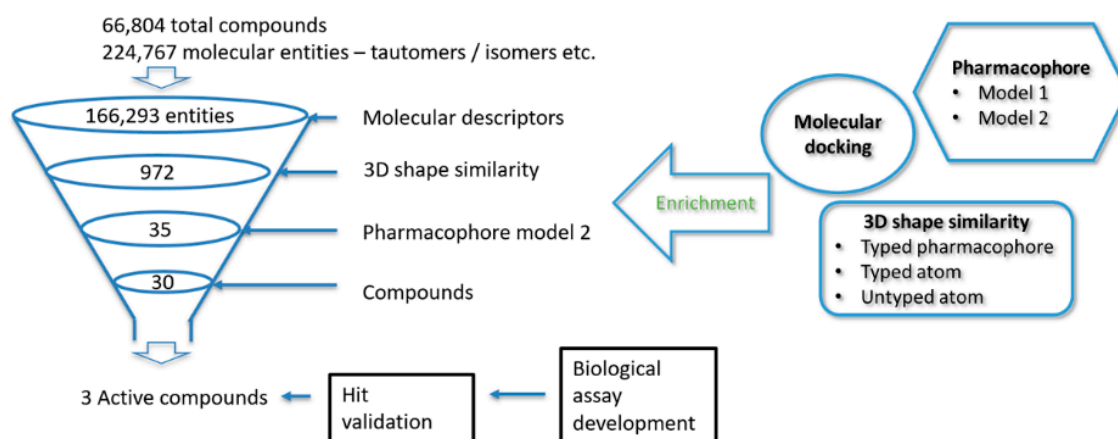 66,804 total compounds
224,767 molecular entities – tautomers / isomers etc.
166,293 entities
Molecular descriptors
972
3D shape similarity
35
Pharmacophore model 2
30
Compounds
3 Active compounds
Hit
validation
Biological
assay
development
Enrichment
Molecular
docking
Pharmacophore
• Model 1
• Model 2
3D shape similarity
• Typed pharmacophore
• Typed atom
• Untyped atom